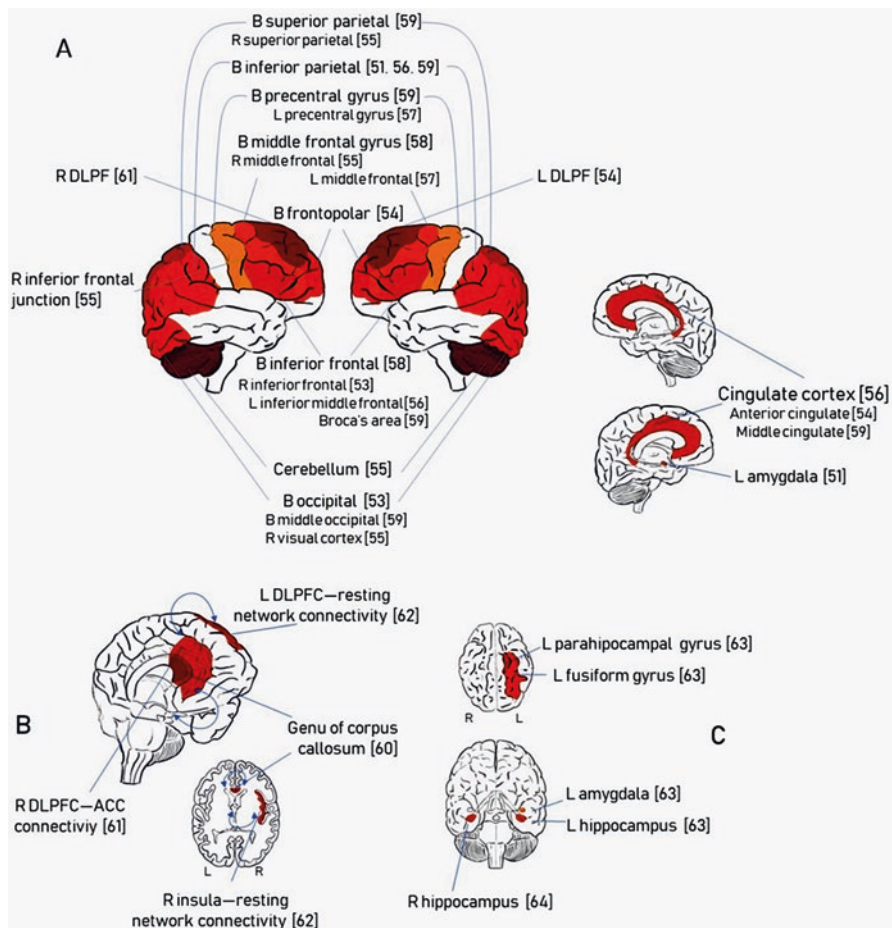 A
B superior parietal [59]
R superior parietal [55]
B inferior parietal [51, 56, 59]
B precentral gyrus [59]
L precentral gyrus [57]
B middle frontal gyrus [58]
R middle frontal [55]
L middle frontal [57]
R DLPF [61]
L DLPF [54]
B frontopolar [54]
R inferior frontal
junction [55]
B inferior frontal [58]
R inferior frontal [53]
L inferior middle frontal [56]
Broca's area [59]
Cerebellum [55]
B occipital [53]
B middle occipital [59]
R visual cortex [55]
Cingulate cortex [56]
Anterior cingulate [54]
Middle cingulate [59]
L amygdala [51]
B
L DLPFC—resting
network connectivity [62]
Genu of corpus
callosum [60]
R DLPFC—ACC
connectiviy [61]
L R
R insula—resting
network connectivity [62]
C
L parahipocampal gyrus [63]
L fusiform gyrus [63]
R L
L amygdala [63]
L hippocampus [63]
R hippocampus [64]